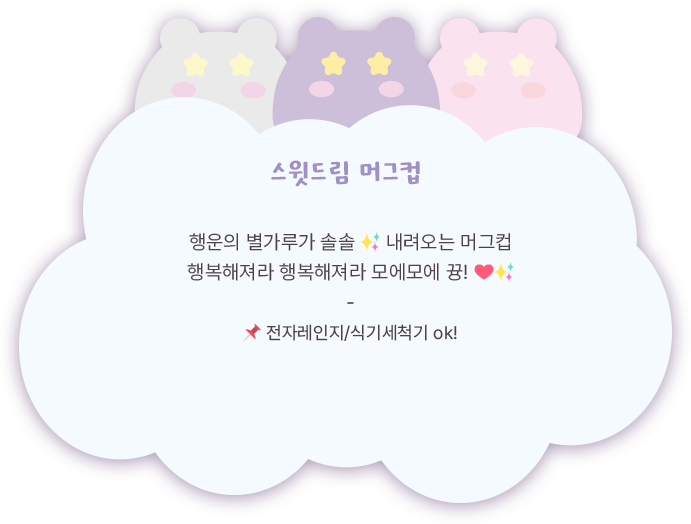 스윗드림 머그컵
행운의 별가루가 솔솔 ✨ 내려오는 머그컵
행복해져라 행복해져라 모에모에 뀽! ❤️✨
-
📌 전자레인지/식기세척기 ok!